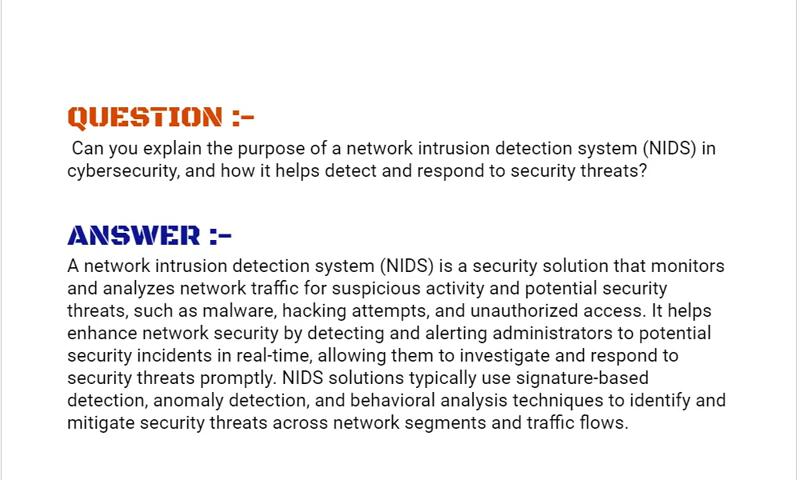 QUESTION :-
Can you explain the purpose of a network intrusion detection system (NIDS) in
cybersecurity, and how it helps detect and respond to security threats?
ANSWER :-
A network intrusion detection system (NIDS) is a security solution that monitors
and analyzes network traffic for suspicious activity and potential security
threats, such as malware, hacking attempts, and unauthorized access. It helps
enhance network security by detecting and alerting administrators to potential
security incidents in real-time, allowing them to investigate and respond to
security threats promptly. NIDS solutions typically use signature-based
detection, anomaly detection, and behavioral analysis techniques to identify and
mitigate security threats across network segments and traffic flows.